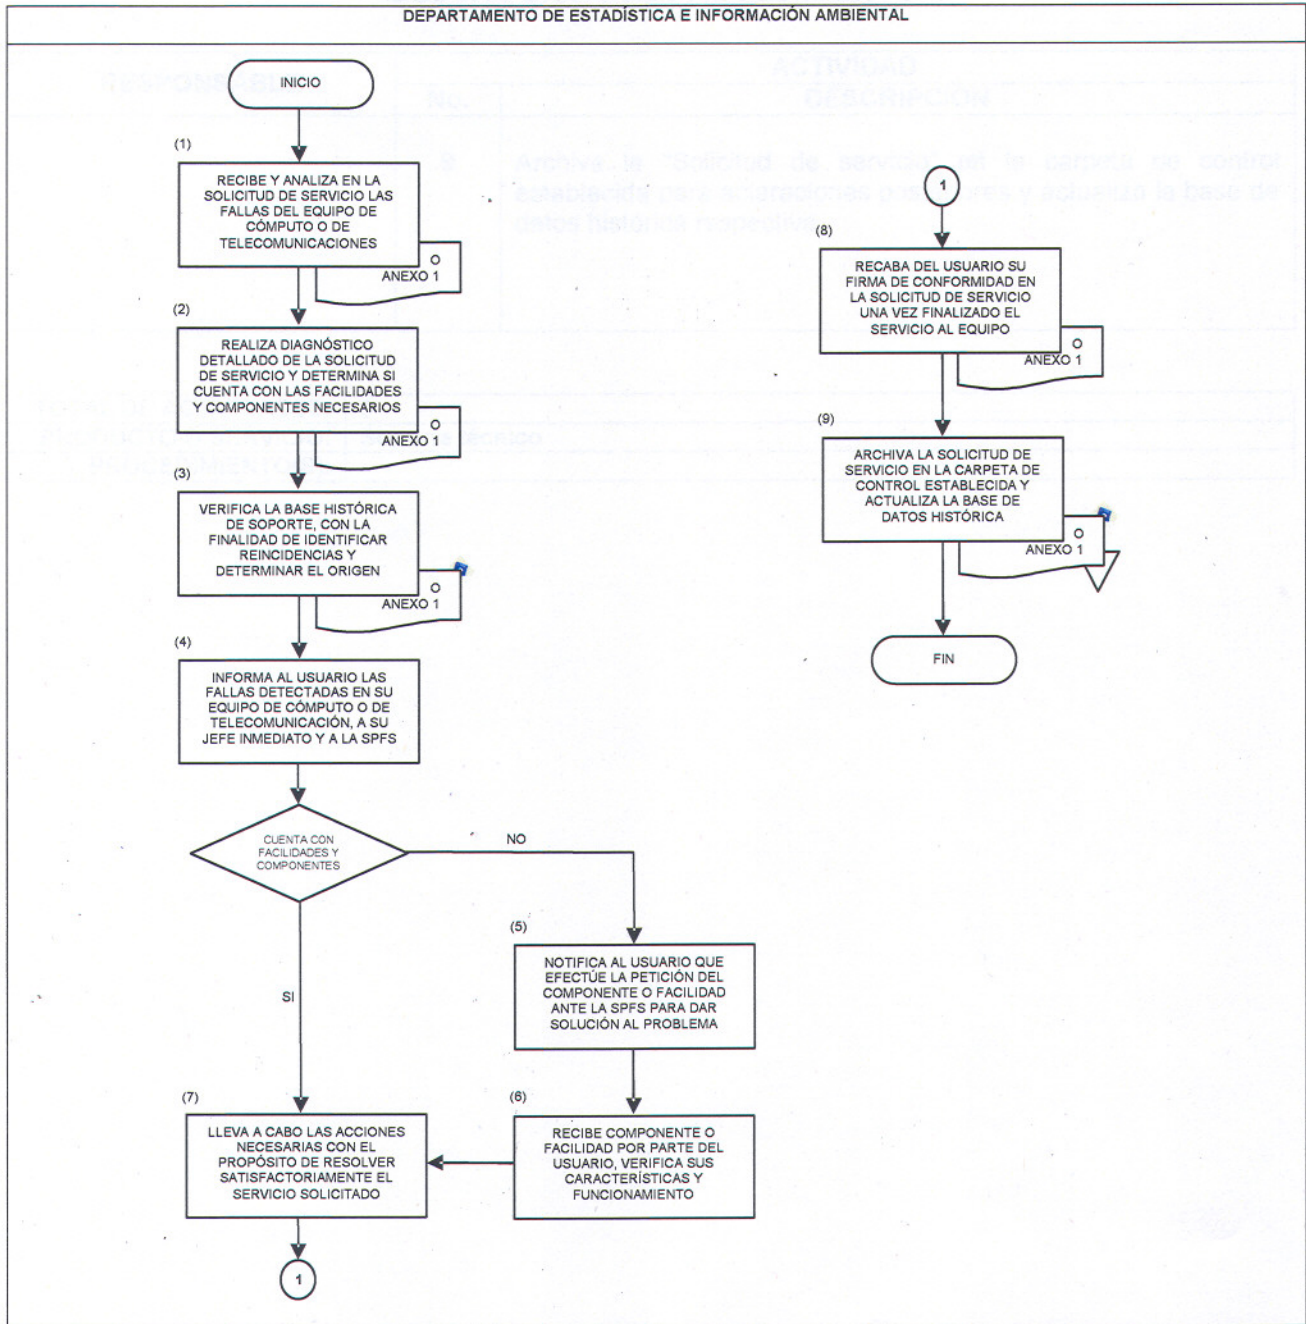 DEPARTAMENTO DE ESTADÍSTICA E INFORMACIÓN AMBIENTAL
INICIO
(1)
RECIBE Y ANALIZA EN LA
SOLICITUD DE SERVICIO LAS
FALLAS DEL EQUIPO DE
CÓMPUTO O DE
TELECOMUNICACIONES
O
ANEXO 1
(2)
REALIZA DIAGNÓSTICO
DETALLADO DE LA SOLICITUD
DE SERVICIO Y DETERMINA SI
CUENTA CON LAS FACILIDADES
Y COMPONENTES NECESARIOS
O
ANEXO 1
(3)
VERIFICA LA BASE HISTÓRICA
DE SOPORTE, CON LA
FINALIDAD DE IDENTIFICAR
REINCIDENCIAS Y
DETERMINAR EL ORIGEN
O
ANEXO 1
(4)
INFORMA AL USUARIO LAS
FALLAS DETECTADAS EN SU
EQUIPO DE CÓMPUTO O DE
TELECOMUNICACIÓN, A SU
JEFE INMEDIATO Y A LA SPFS
CUENTA CON
FACILIDADES Y
COMPONENTES
NO
SI
(5)
NOTIFICA AL USUARIO QUE
EFECTÚE LA PETICIÓN DEL
COMPONENTE O FACILIDAD
ANTE LA SPFS PARA DAR
SOLUCIÓN AL PROBLEMA
(6)
RECIBE COMPONENTE O
FACILIDAD POR PARTE DEL
USUARIO, VERIFICA SUS
CARACTERÍSTICAS Y
FUNCIONAMIENTO
(7)
LLEVA A CABO LAS ACCIONES
NECESARIAS CON EL
PROPÓSITO DE RESOLVER
SATISFACTORIAMENTE EL
SERVICIO SOLICITADO
1
1
(8)
RECABA DEL USUARIO SU
FIRMA DE CONFORMIDAD EN
LA SOLICITUD DE SERVICIO
UNA VEZ FINALIZADO EL
SERVICIO AL EQUIPO
O
ANEXO 1
(9)
ARCHIVA LA SOLICITUD DE
SERVICIO EN LA CARPETA DE
CONTROL ESTABLECIDA Y
ACTUALIZA LA BASE DE
DATOS HISTÓRICA
O
ANEXO 1
FIN